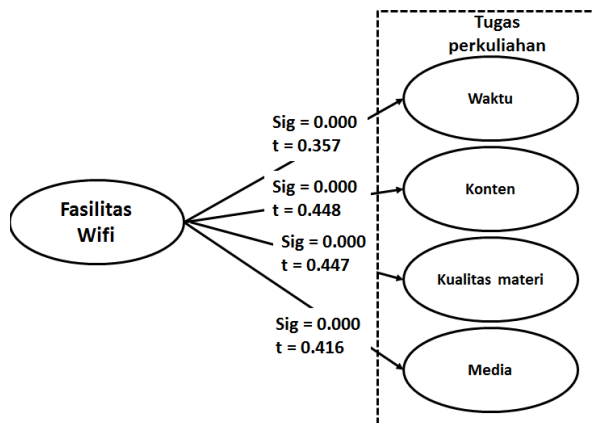 Tugas
perkuliahan
Waktu
Sig = 0.000
t = 0.357
Sig = 0.000
t = 0.448
Konten
Fasilitas
Wifi
Sig = 0.000
t = 0.447
Kualitas materi
Sig = 0.000
t = 0.416
Media